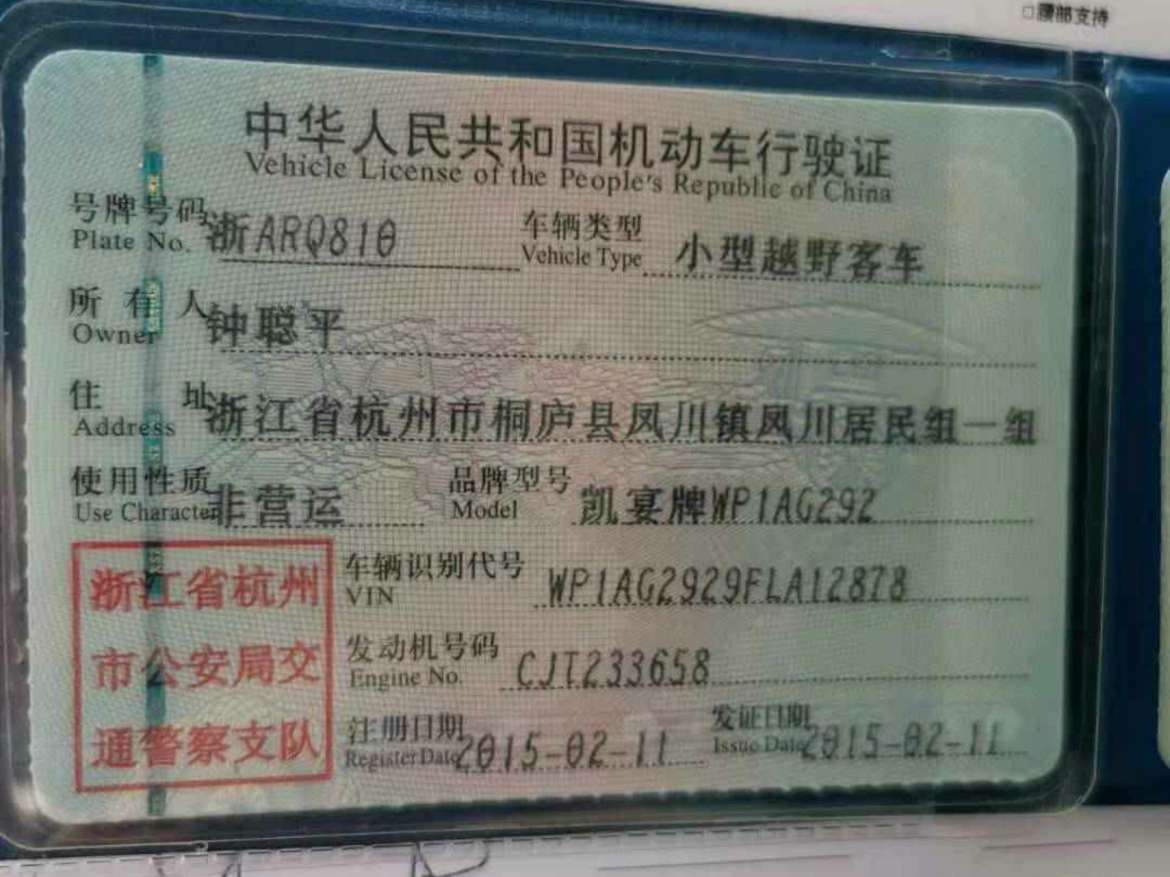 □腰部支持
中华人民共和国机动车行驶证
Vehicle License of the People's Republic of China
号牌号码 浙ARQ810 车辆类型 小型越野客车
Plate No. Vehicle Type
所有人 钟聪平
Owner
住址 浙江省杭州市桐庐县凤川镇凤川居民组一组
Address
使用性质 非营运 品牌型号 凯宴牌WP1AG292
Use Character Model
浙江省杭州
市公安局交
通警察支队
车辆识别代号 WP1AG2929FLA12878
VIN
发动机号码 CJT233658
Engine No.
注册日期 2015-02-11 发证日期 2015-02-11
Register Date Issue Date